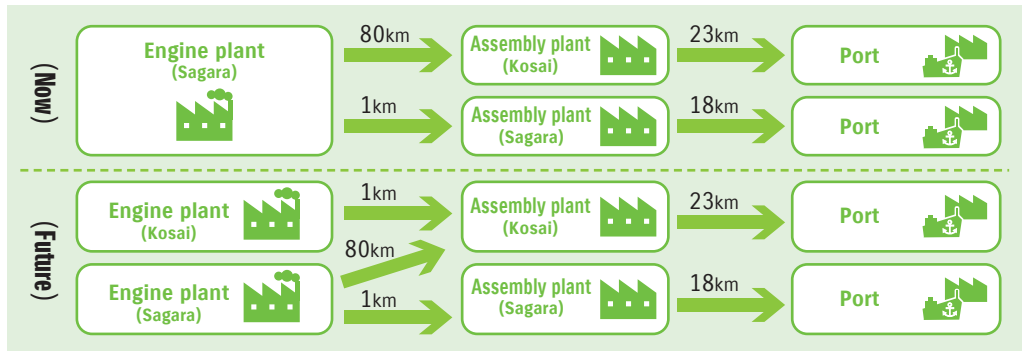 (Now)
Engine plant
(Sagara)
80km
Assembly plant
(Kosai)
23km
Port
1km
Assembly plant
(Sagara)
18km
Port
(Future)
Engine plant
(Kosai)
1km
Assembly plant
(Kosai)
23km
Port
80km
Engine plant
(Sagara)
1km
Assembly plant
(Sagara)
18km
Port